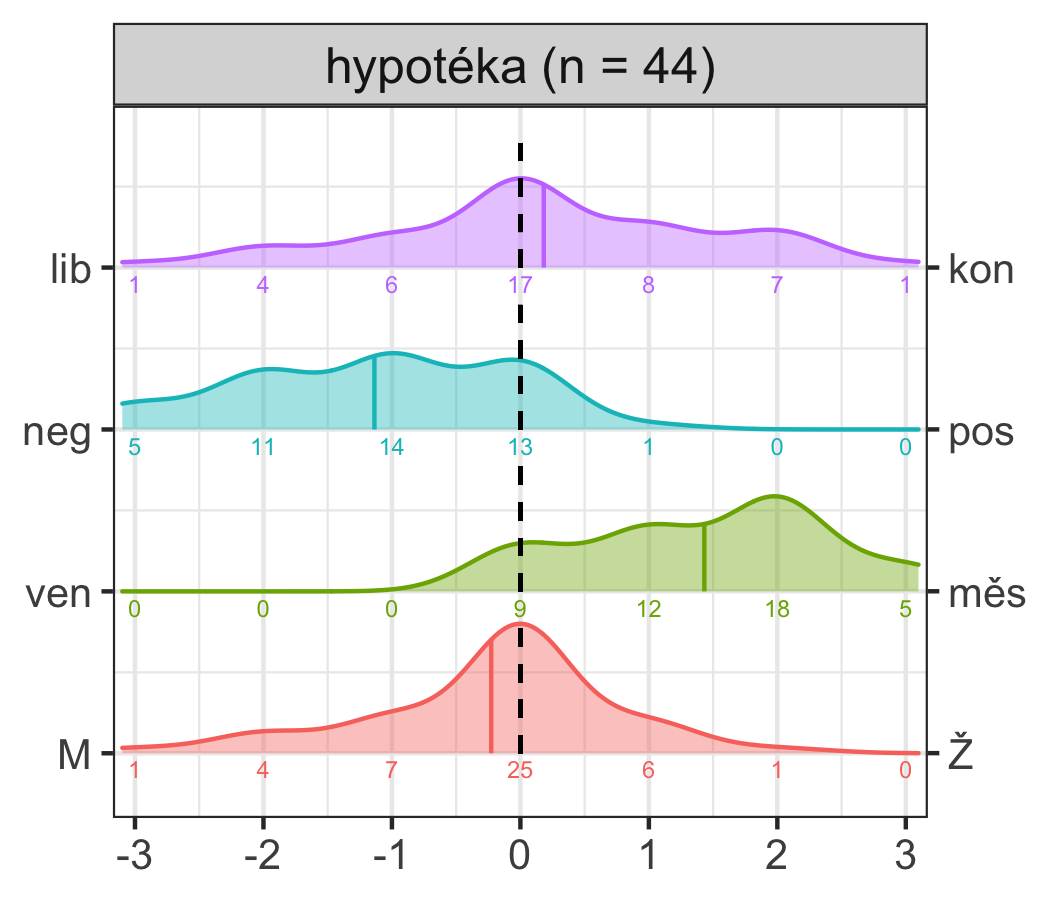 hypotéka (n = 44)
lib kon
1 4 6 17 8 7 1
neg pos
5 11 14 13 1 0 0
ven měs
0 0 0 9 12 18 5
M Ž
1 4 7 25 6 1 0
-3 -2 -1 0 1 2 3